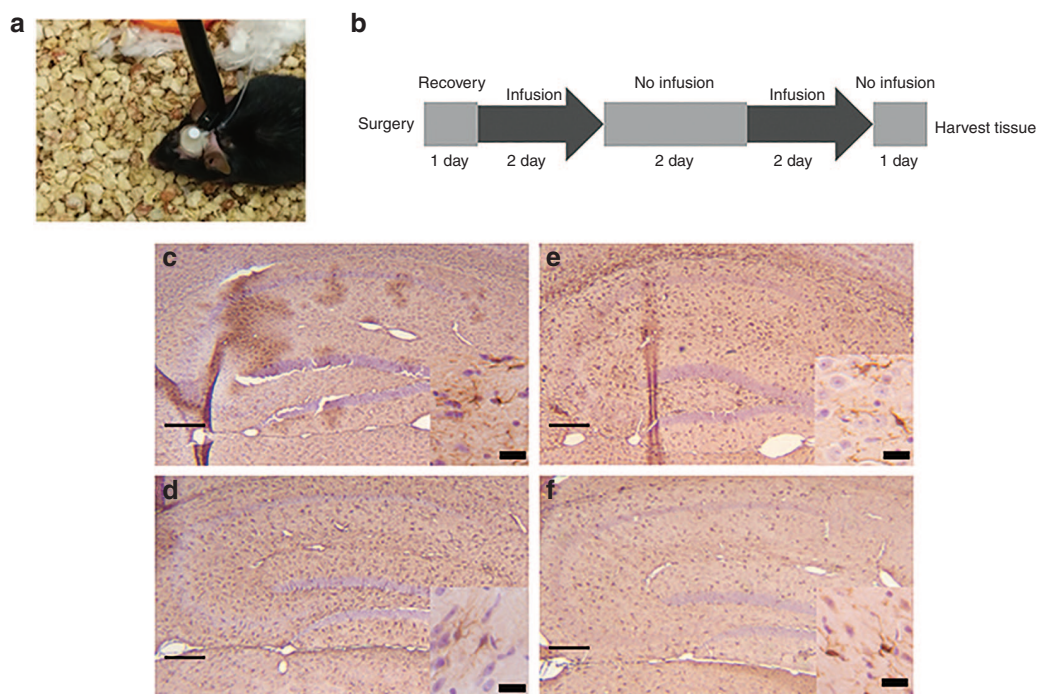 a
b
Recovery
Infusion
No infusion
Infusion
No infusion
Surgery
Harvest tissue
1 day
2 day
2 day
2 day
1 day
c
e
d
f